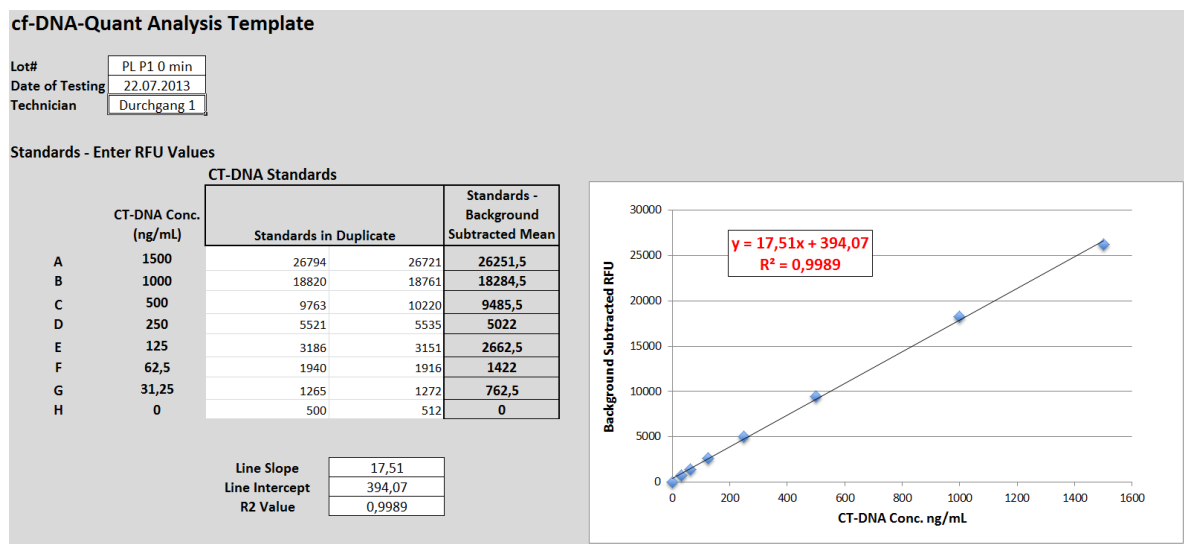 cf-DNA-Quant Analysis Template
Lot# PL P1 0 min
Date of Testing 22.07.2013
Technician Durchgang 1
Standards - Enter RFU Values
CT-DNA Standards
CT-DNA Conc. (ng/mL) Standards in Duplicate Standards - Background Subtracted Mean
A 1500 26794 26721 26251,5
B 1000 18820 18761 18284,5
C 500 9763 10220 9485,5
D 250 5521 5535 5022
E 125 3186 3151 2662,5
F 62,5 1940 1916 1422
G 31,25 1265 1272 762,5
H 0 500 512 0
Line Slope 17,51
Line Intercept 394,07
R2 Value 0,9989
Background Subtracted RFU
30000
25000
20000
15000
10000
5000
0
y = 17,51x + 394,07
R² = 0,9989
0 200 400 600 800 1000 1200 1400 1600
CT-DNA Conc. ng/mL